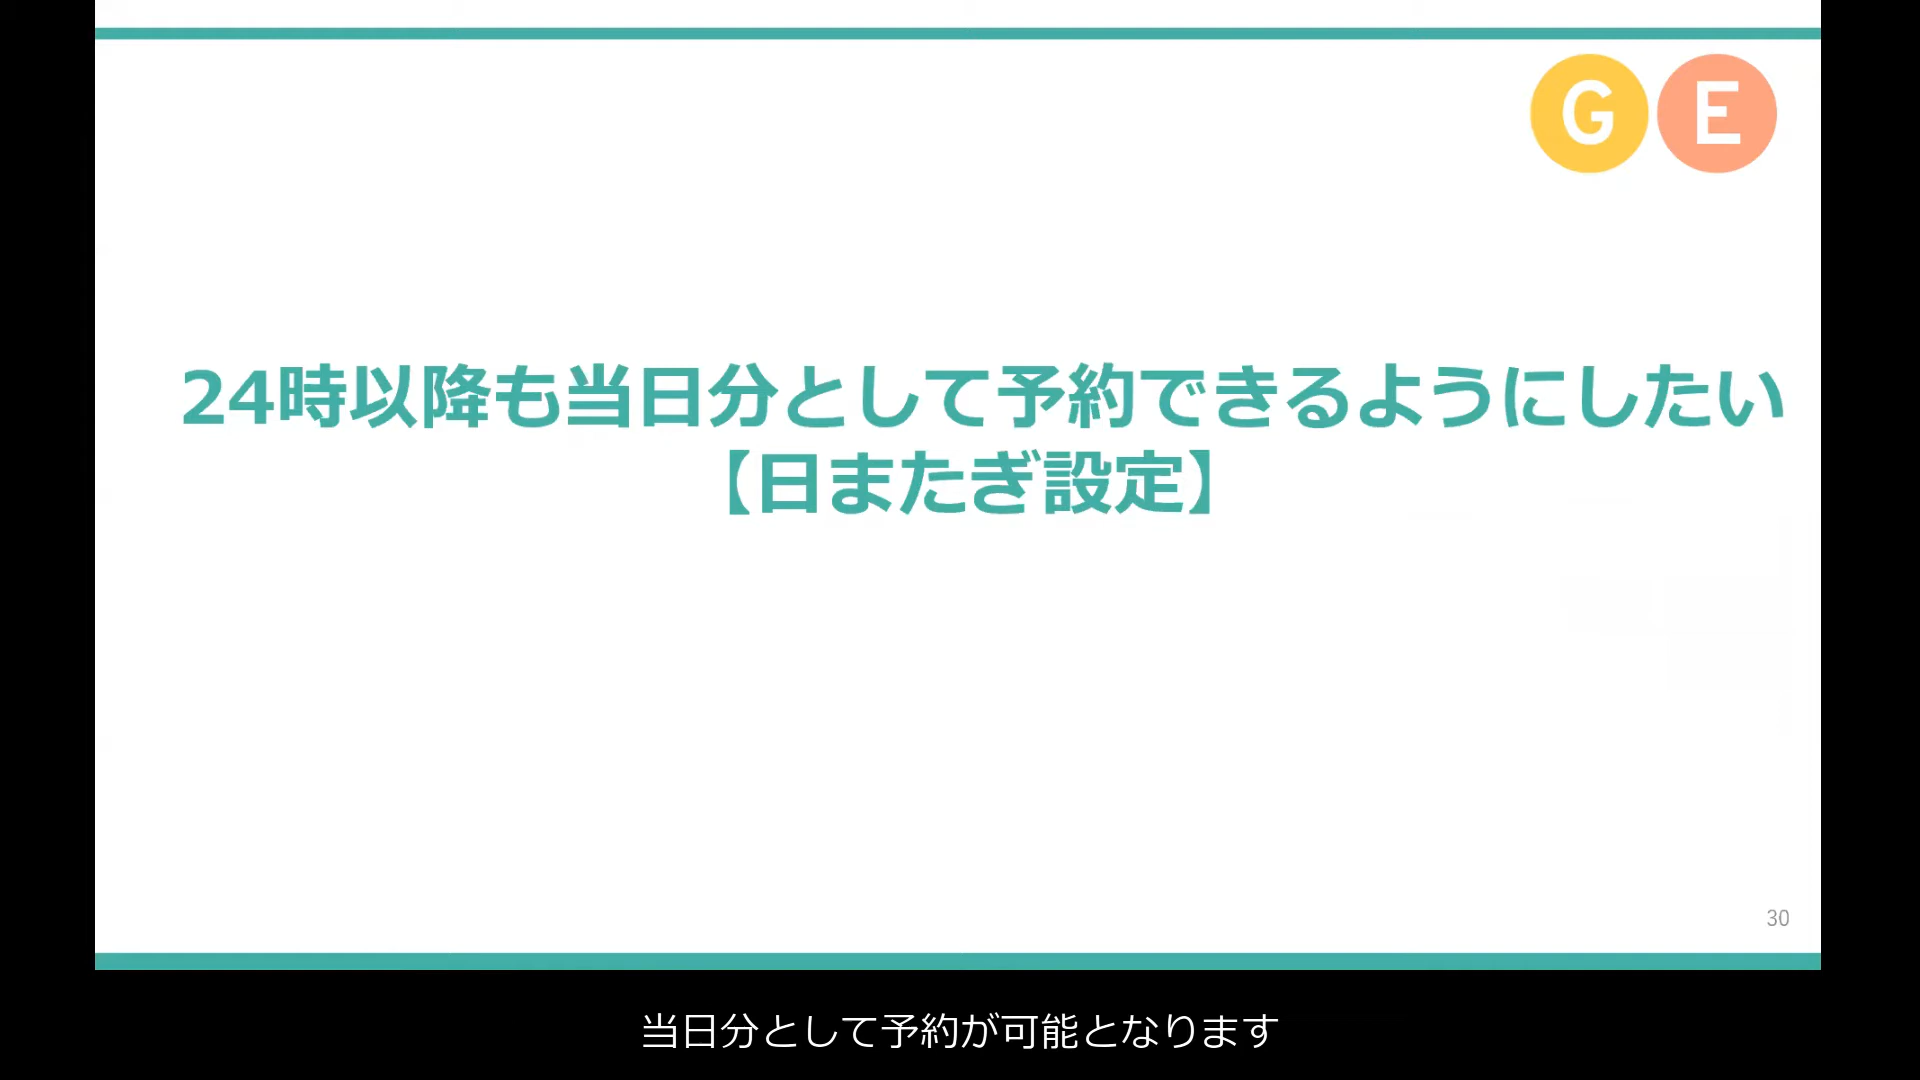 G E
24時以降も当日分として予約できるようにしたい
【日またぎ設定】
30
当日分として予約が可能となります